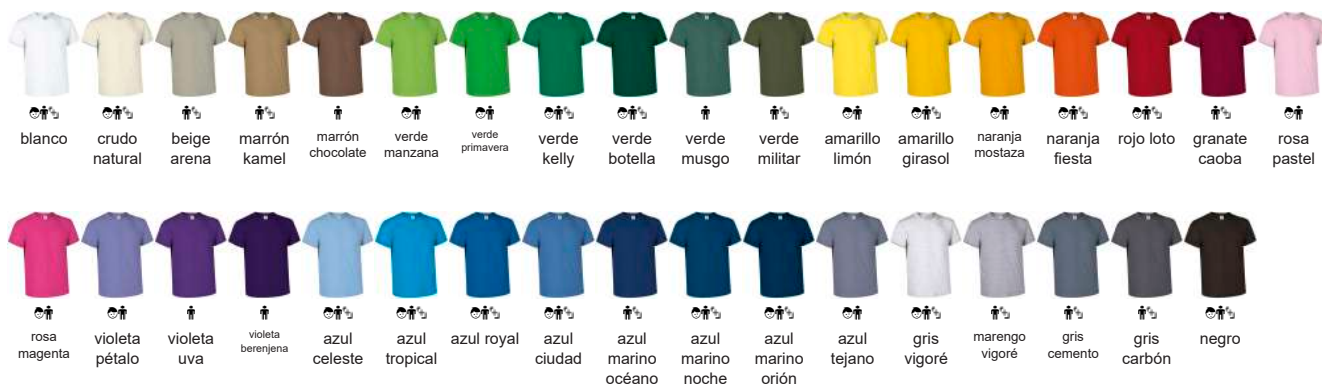 blanco
crudo
natural
beige
arena
marrón
kamel
marrón
chocolate
verde
manzana
verde
primavera
verde
kelly
verde
botella
verde
musgo
verde
militar
amarillo
limón
amarillo
girasol
naranja
mostaza
naranja
fiesta
rojo loto
granate
caoba
rosa
pastel
rosa
magenta
violeta
pétalo
violeta
uva
violeta
berenjena
azul
celeste
azul
tropical
azul royal
azul
ciudad
azul
marino
océano
azul
marino
noche
azul
marino
orión
azul
tejano
gris
vigoré
marengo
vigoré
gris
cemento
gris
carbón
negro